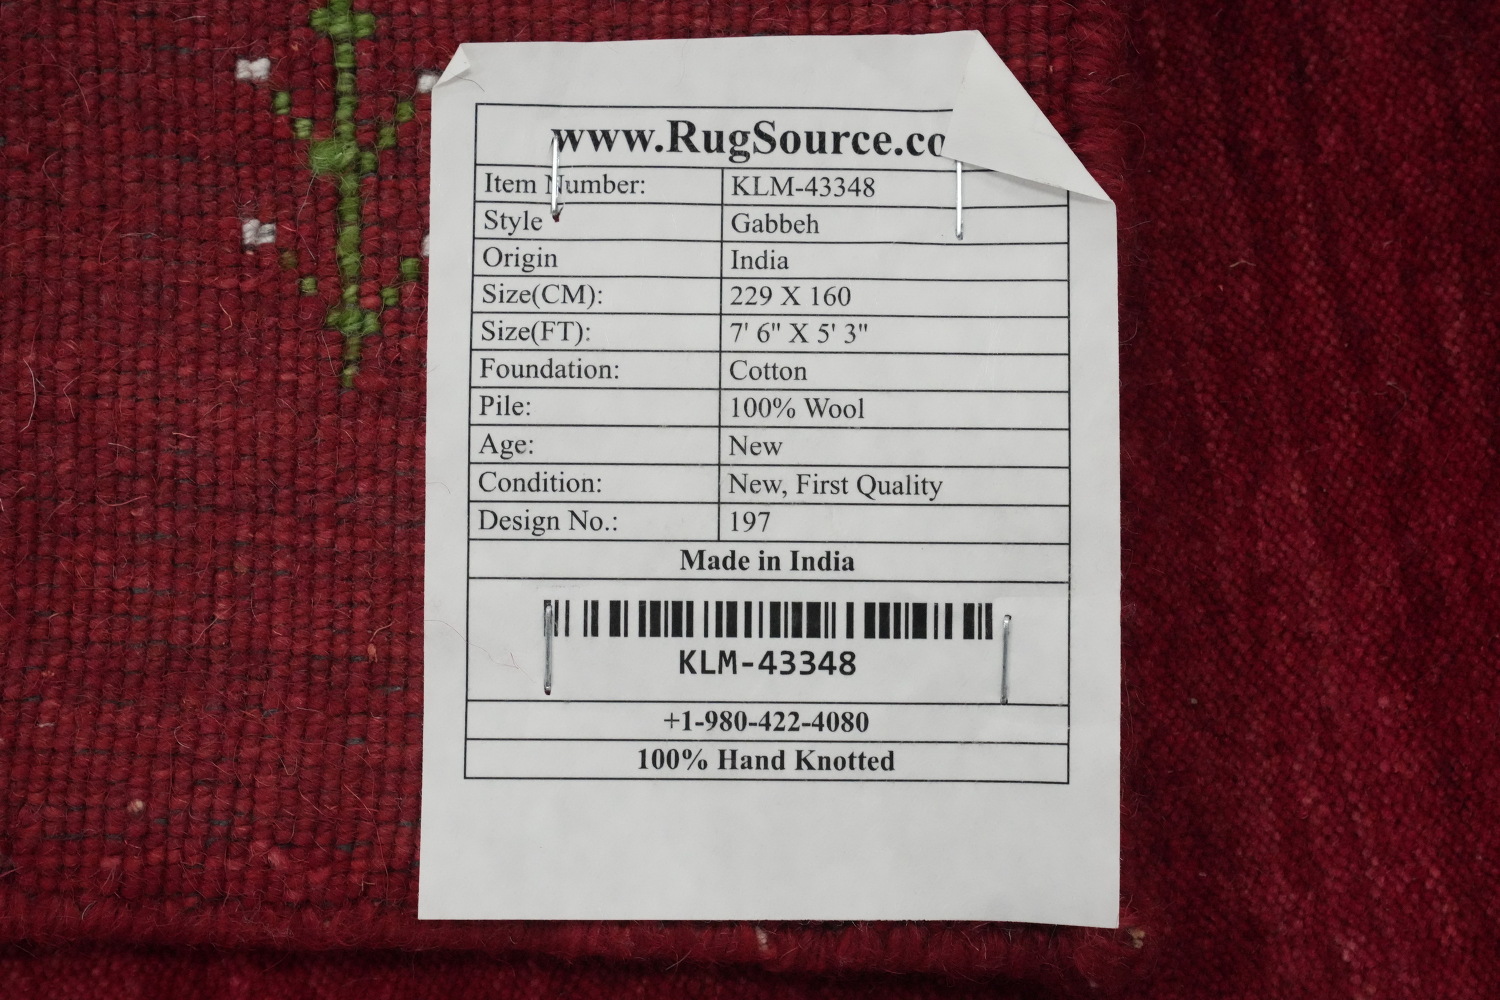 www.RugSource.co
Item Number: KLM-43348
Style Gabbeh
Origin India
Size(CM): 229 X 160
Size(FT): 7' 6" X 5' 3"
Foundation: Cotton
Pile: 100% Wool
Age: New
Condition: New, First Quality
Design No.: 197
Made in India
KLM-43348
+1-980-422-4080
100% Hand Knotted